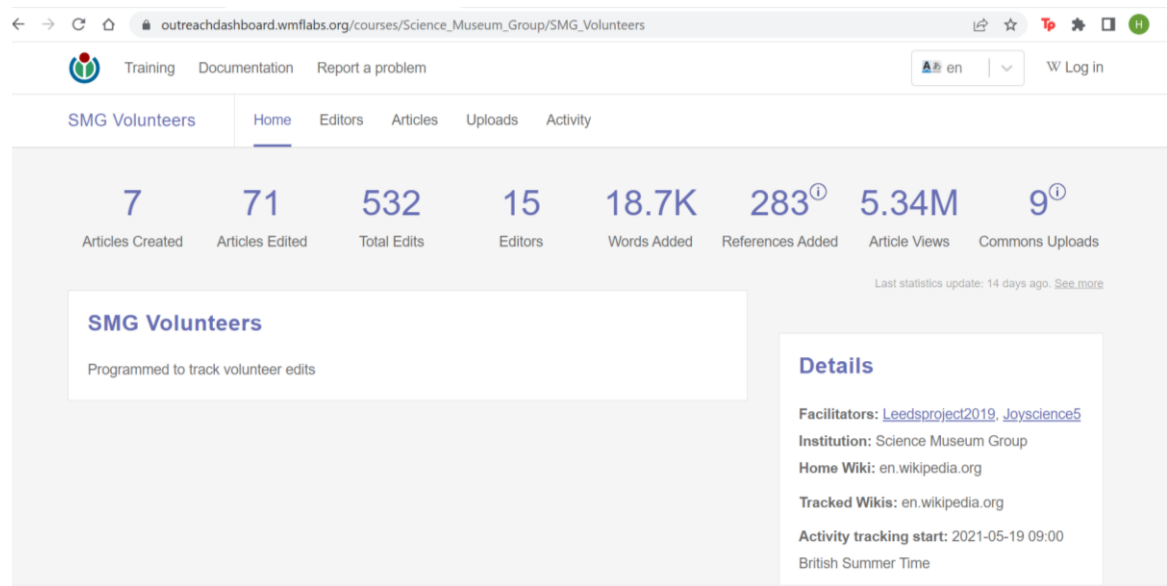 outreachdashboard.wmflabs.org/courses/Science_Museum_Group/SMG_Volunteers
Tp
H
Training Documentation Report a problem
en
W Log in
SMG Volunteers Home Editors Articles Uploads Activity
7 71 532 15 18.7K 283 5.34M 9
Articles Created Articles Edited Total Edits Editors Words Added References Added Article Views Commons Uploads
Last statistics update: 14 days ago. See more
SMG Volunteers
Programmed to track volunteer edits
Details
Facilitators: Leedsproject2019, Joyscience5
Institution: Science Museum Group
Home Wiki: en.wikipedia.org
Tracked Wikis: en.wikipedia.org
Activity tracking start: 2021-05-19 09:00
British Summer Time